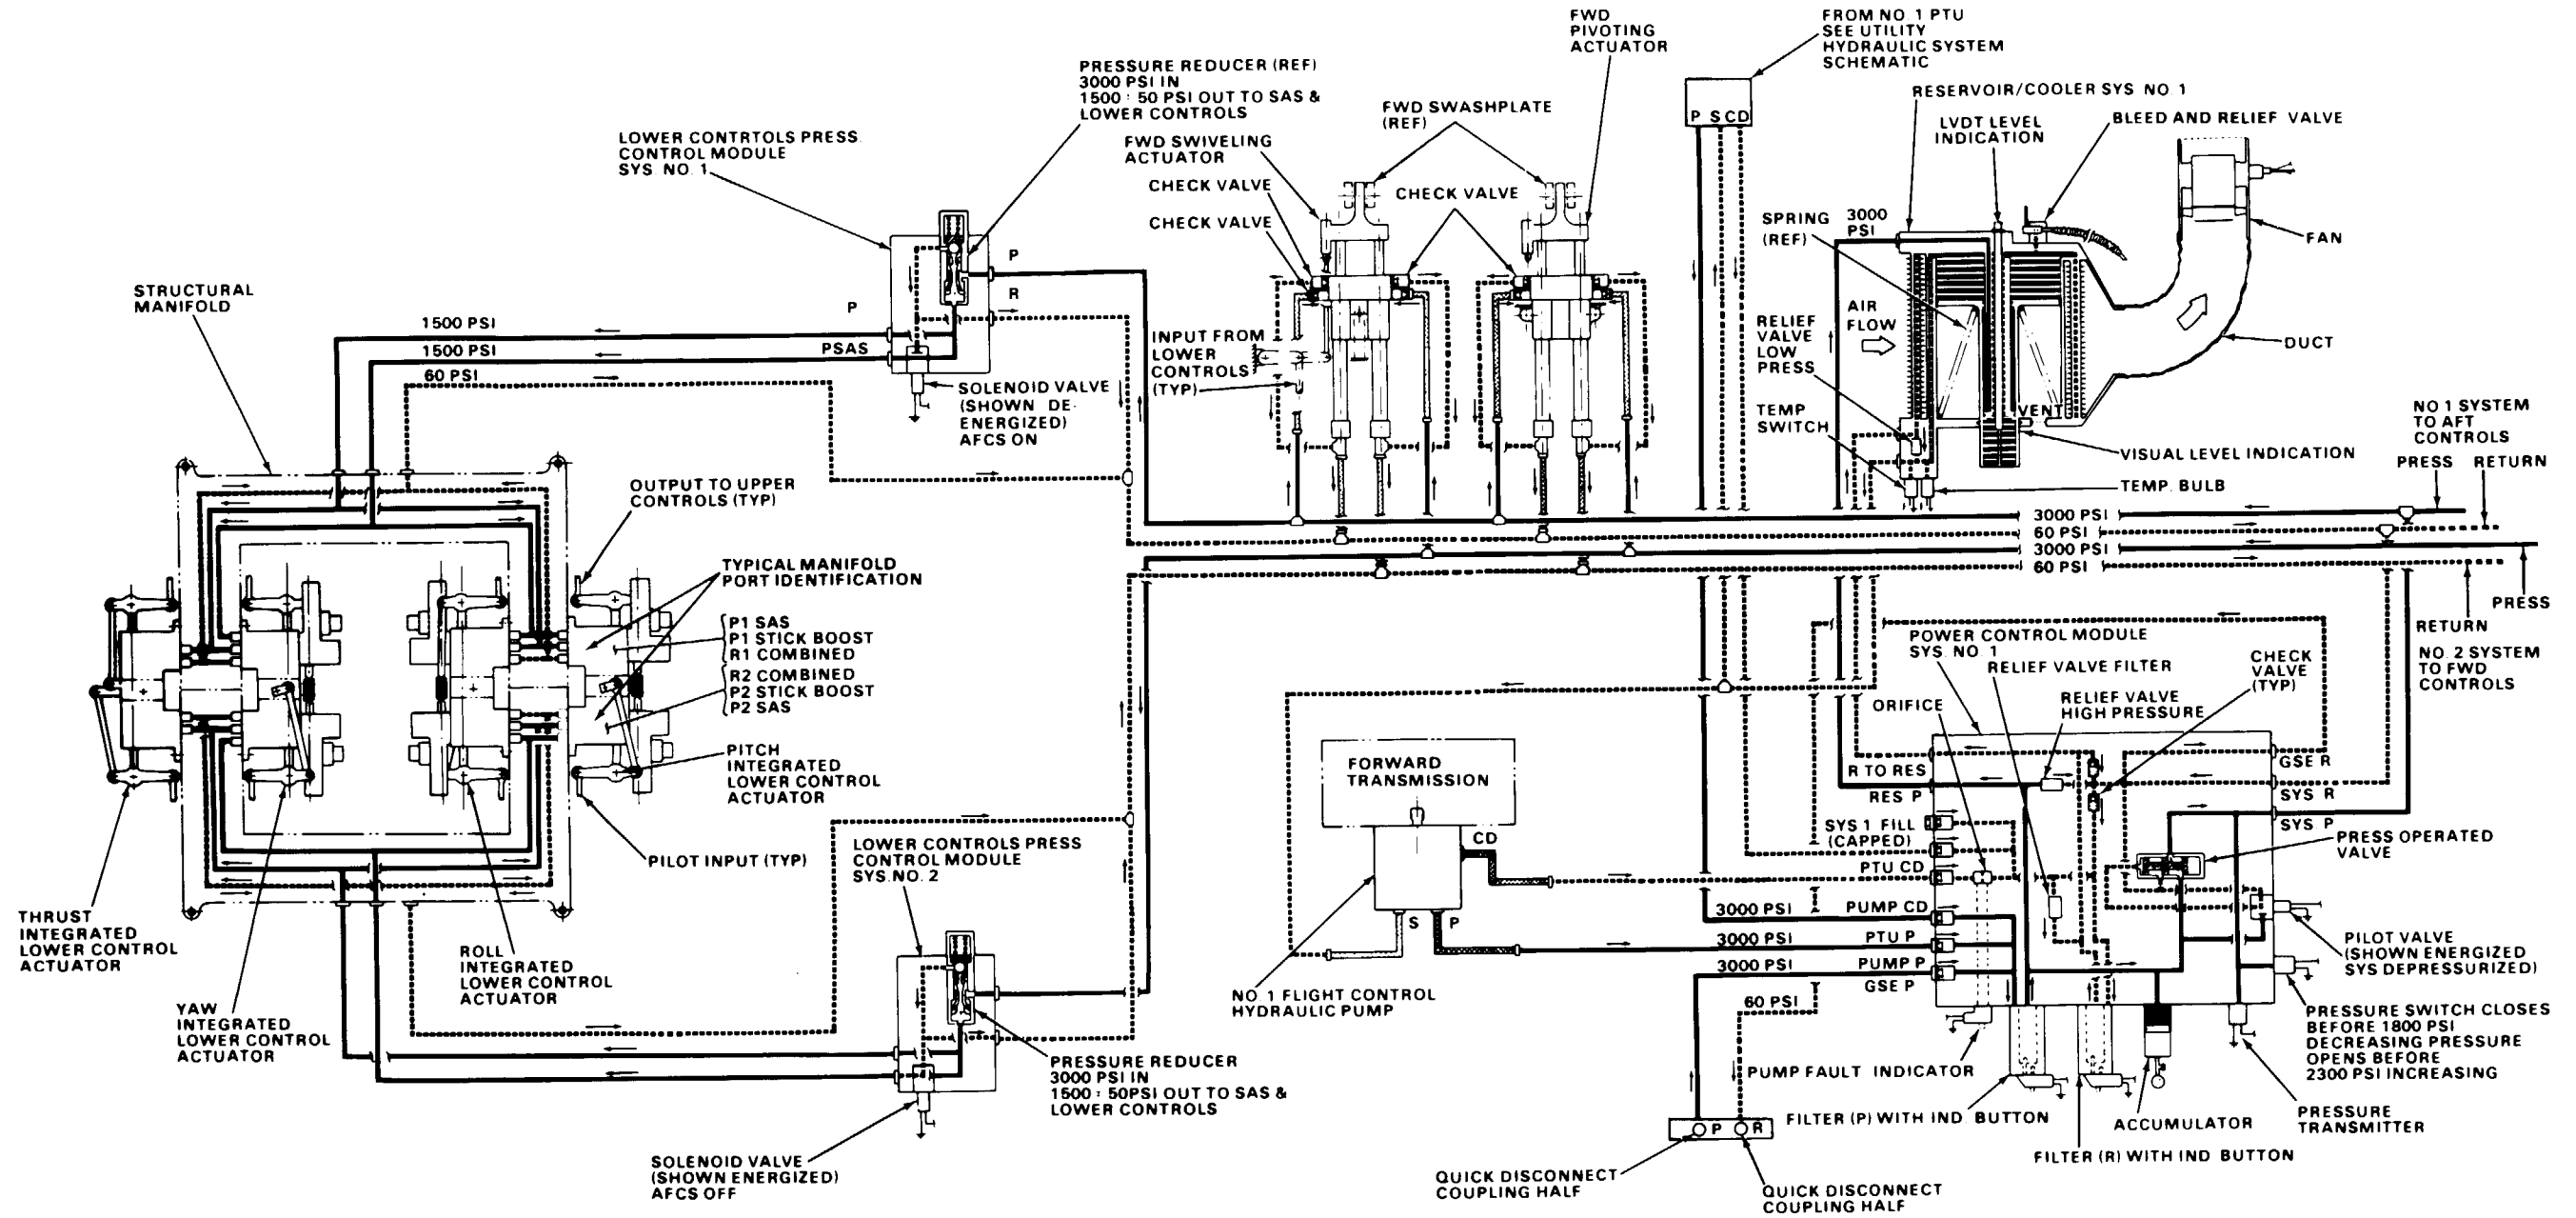 FWD
PIVOTING
ACTUATOR
FROM NO. 1 PTU
SEE UTILITY
HYDRAULIC SYSTEM
SCHEMATIC
PRESSURE REDUCER (REF)
3000 PSI IN
1500 : 50 PSI OUT TO SAS &
LOWER CONTROLS
LOWER CONTRTOLS PRESS.
CONTROL MODULE
SYS. NO. 1
FWD SWASHPLATE
(REF)
FWD SWIVELING
ACTUATOR
CHECK VALVE
CHECK VALVE
CHECK VALVE
P S CD
RESERVOIR/COOLER SYS NO. 1
LVDT LEVEL
INDICATION
BLEED AND RELIEF VALVE
SPRING
(REF)
3000
PSI
FAN
AIR
FLOW
RELIEF
VALVE
LOW
PRESS
TEMP
SWITCH
DUCT
VENT
VISUAL LEVEL INDICATION
TEMP. BULB
NO 1 SYSTEM
TO AFT
CONTROLS
PRESS RETURN
STRUCTURAL
MANIFOLD
P
R
P
1500 PSI
1500 PSI
PSAS
60 PSI
SOLENOID VALVE
(SHOWN DE-
ENERGIZED)
AFCS ON
INPUT FROM
LOWER
CONTROLS
(TYP)
3000 PSI
60 PSI
3000 PSI
60 PSI
PRESS
RETURN
NO. 2 SYSTEM
TO FWD
CONTROLS
OUTPUT TO UPPER
CONTROLS (TYP)
TYPICAL MANIFOLD
PORT IDENTIFICATION
P1 SAS
P1 STICK BOOST
R1 COMBINED
R2 COMBINED
P2 STICK BOOST
P2 SAS
PITCH
INTEGRATED
LOWER CONTROL
ACTUATOR
PILOT INPUT (TYP)
THRUST
INTEGRATED
LOWER CONTROL
ACTUATOR
YAW
INTEGRATED
LOWER CONTROL
ACTUATOR
ROLL
INTEGRATED
LOWER CONTROL
ACTUATOR
LOWER CONTROLS PRESS
CONTROL MODULE
SYS. NO. 2
PRESSURE REDUCER
3000 PSI IN
1500 : 50PSI OUT TO SAS &
LOWER CONTROLS
SOLENOID VALVE
(SHOWN ENERGIZED)
AFCS OFF
FORWARD
TRANSMISSION
CD
S
P
NO. 1 FLIGHT CONTROL
HYDRAULIC PUMP
POWER CONTROL MODULE
SYS. NO. 1
RELIEF VALVE FILTER
CHECK
VALVE
(TYP)
ORIFICE
RELIEF VALVE
HIGH PRESSURE
R TO RES
RES P
SYS 1 FILL
(CAPPED)
PTU CD
3000 PSI
PUMP CD
3000 PSI
PTU P
3000 PSI
PUMP P
GSE P
60 PSI
GSE R
SYS R
SYS. P
PRESS OPERATED
VALVE
PILOT VALVE
(SHOWN ENERGIZED
SYS DEPRESSURIZED)
PRESSURE SWITCH CLOSES
BEFORE 1800 PSI
DECREASING PRESSURE
OPENS BEFORE
2300 PSI INCREASING
PRESSURE
TRANSMITTER
PUMP FAULT INDICATOR
FILTER (P) WITH IND. BUTTON
ACCUMULATOR
FILTER (R) WITH IND BUTTON
P R
QUICK DISCONNECT
COUPLING HALF
QUICK DISCONNECT
COUPLING HALF